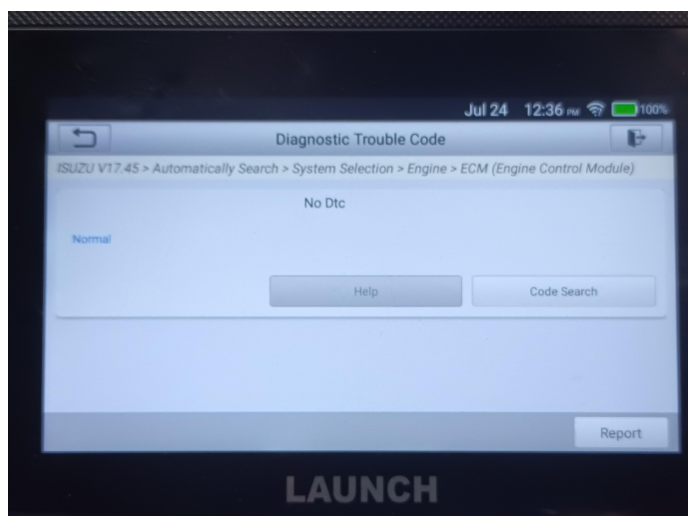 Jul 24 12:36 PM 100%
Diagnostic Trouble Code
ISUZU V17.45 > Automatically Search > System Selection > Engine > ECM (Engine Control Module)
No Dtc
Normal
Help
Code Search
Report
LAUNCH